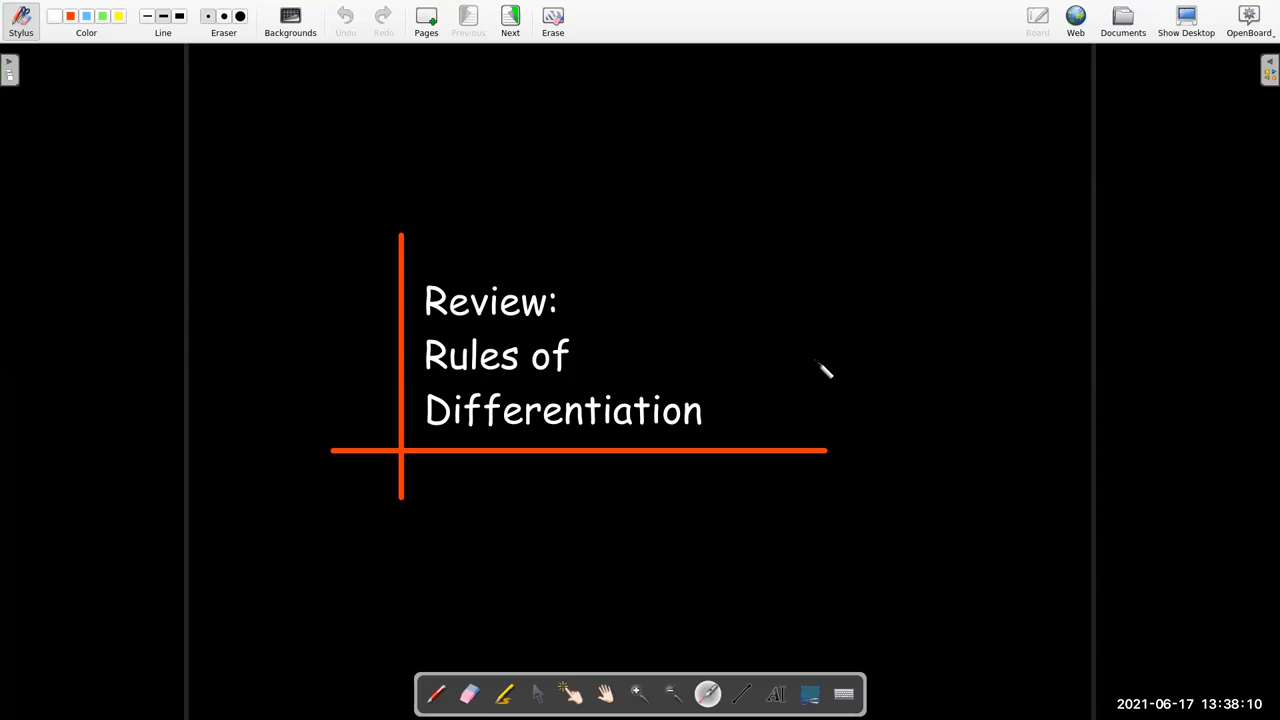 Stylus Color Line Eraser Backgrounds Undo Redo Pages Previous Next Erase Board Web Documents Show Desktop OpenBoard
Review:
Rules of
Differentiation
AI
2021-06-17 13:38:10